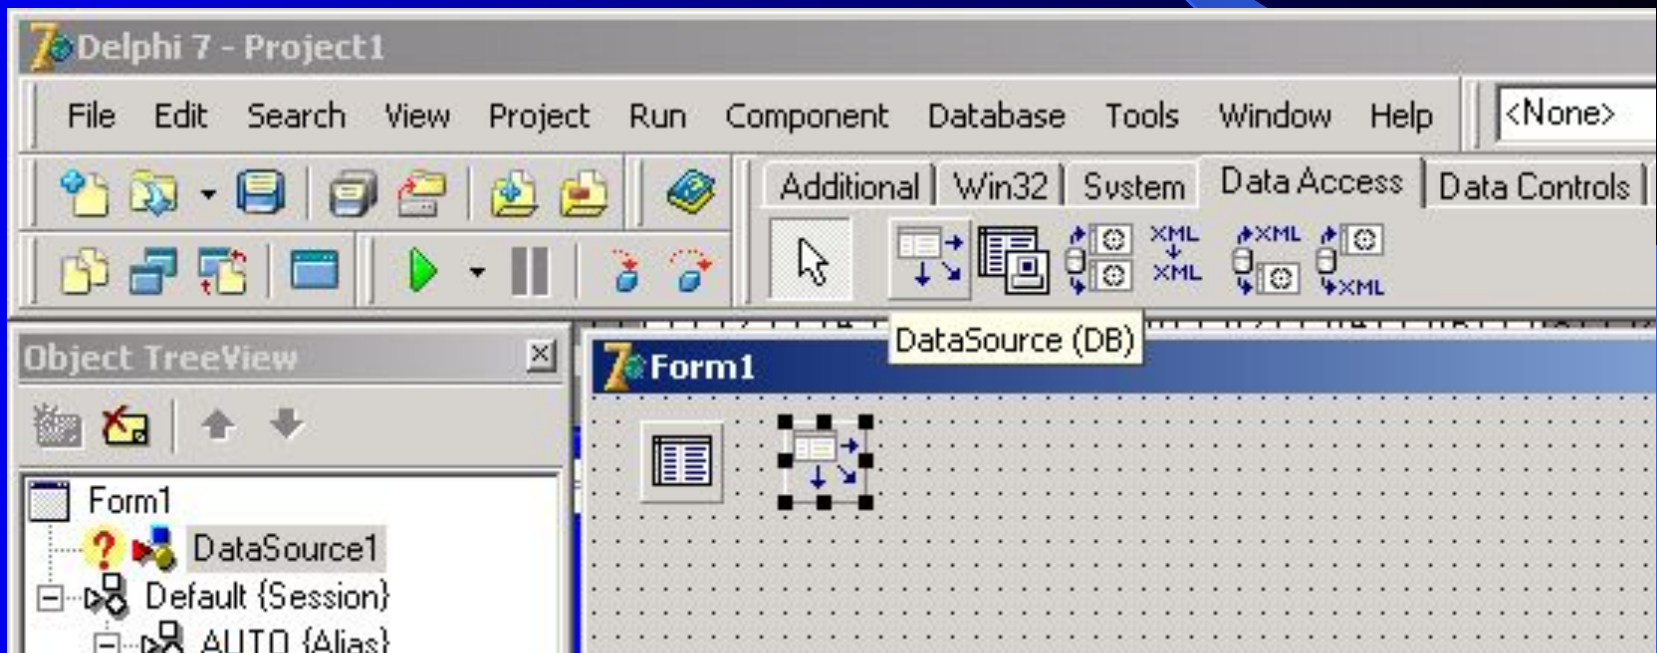 Delphi 7 - Project1
File Edit Search View Project Run Component Database Tools Window Help <None>
Additional Win32 System Data Access Data Controls
XML XML XML
XML XML
DataSource (DB)
Object TreeView
Form1
Form1
DataSource1
Default {Session}
AUTO {Alias}